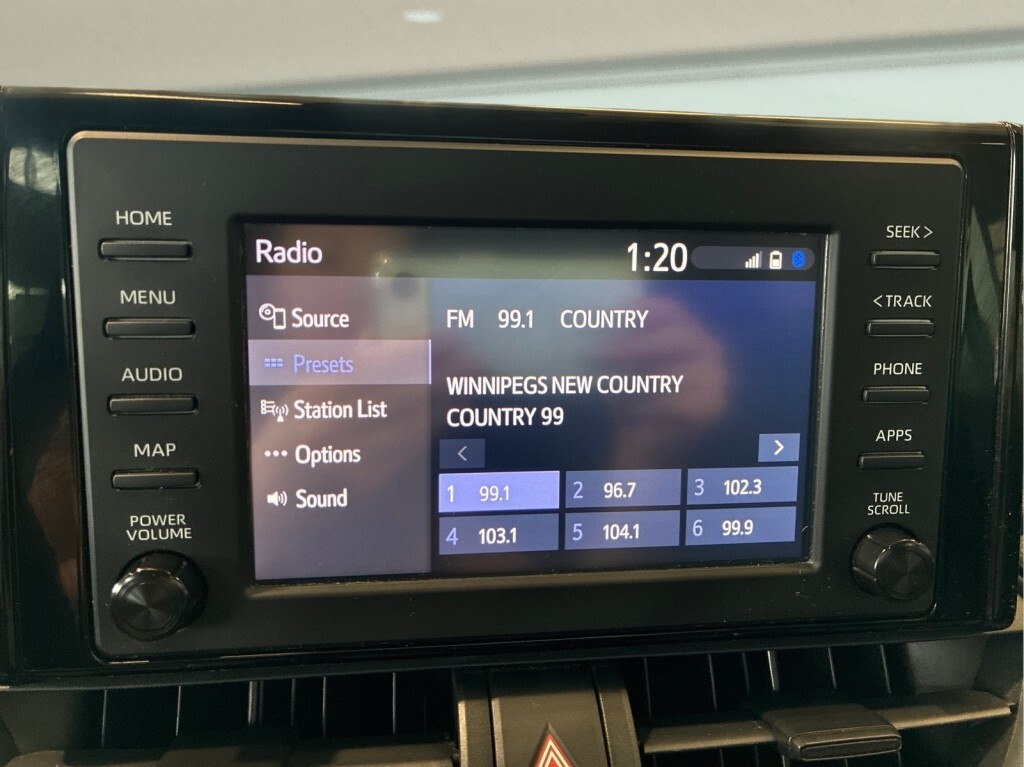 HOME
MENU
AUDIO
MAP
POWER
VOLUME
Radio
1:20
Source
Presets
Station List
Options
Sound
FM 99.1 COUNTRY
WINNIPEGS NEW COUNTRY
COUNTRY 99
<
>
1 99.1
2 96.7
3 102.3
4 103.1
5 104.1
6 99.9
SEEK >
< TRACK
PHONE
APPS
TUNE
SCROLL